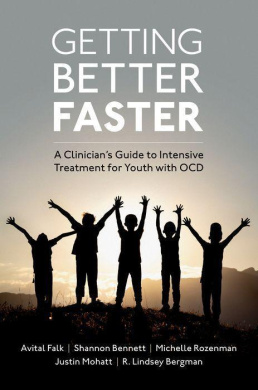 GETTING
BETTER
FASTER
A Clinician's Guide to Intensive
Treatment for Youth with OCD
Avital Falk | Shannon Bennett | Michelle Rozenman
Justin Mohatt | R. Lindsey Bergman